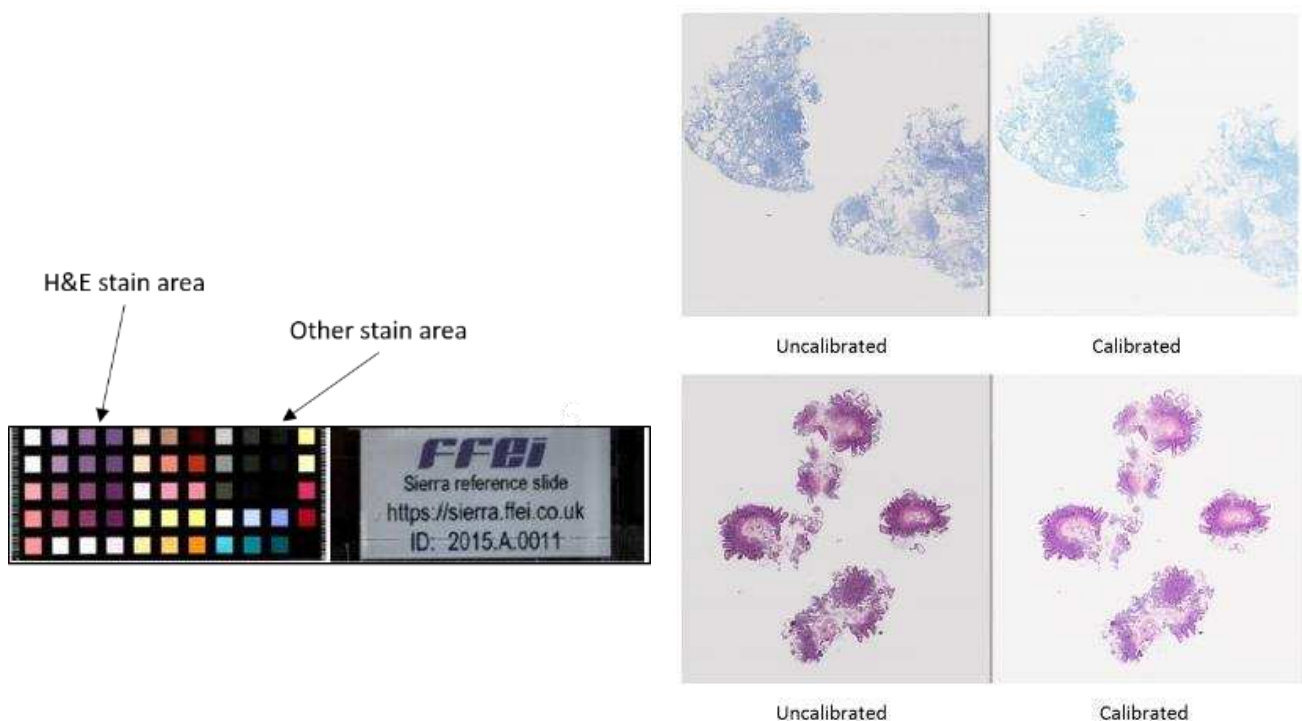 H&E stain area
Other stain area
FFEI
Sierra reference slide
https://sierra.ffei.co.uk
ID: 2015.A.0011
Uncalibrated
Calibrated
Uncalibrated
Calibrated